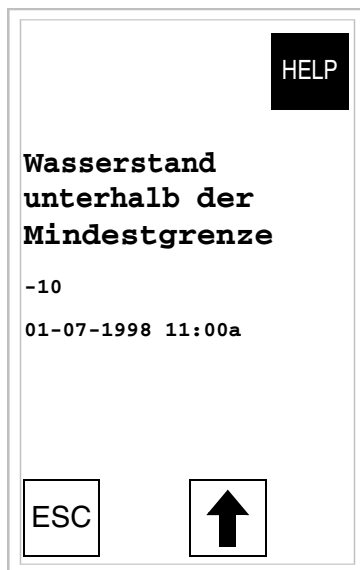 HELP
Wasserstand
unterhalb der
Mindestgrenze
-10
01-07-1998 11:00a
ESC